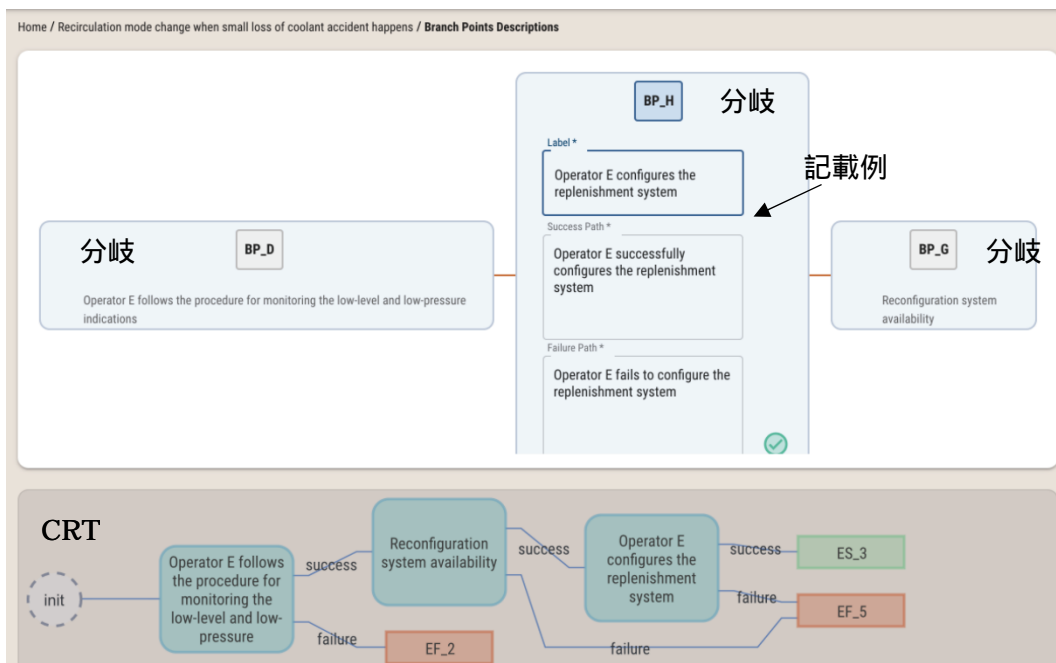 Home / Recirculation mode change when small loss of coolant accident happens / Branch Points Descriptions
BP_H
分岐
Label *
Operator E configures the
replenishment system
記載例
Success Path *
Operator E successfully
configures the replenishment
system
Failure Path *
Operator E fails to configure the
replenishment system
分岐
BP_D
Operator E follows the procedure for monitoring the low-level and low-pressure
indications
BP_G
分岐
Reconfiguration system
availability
CRT
init
Operator E follows
the procedure for
monitoring the
low-level and low-
pressure
success
failure
EF_2
Reconfiguration
system availability
success
failure
Operator E
configures the
replenishment
system
success
failure
ES_3
EF_5